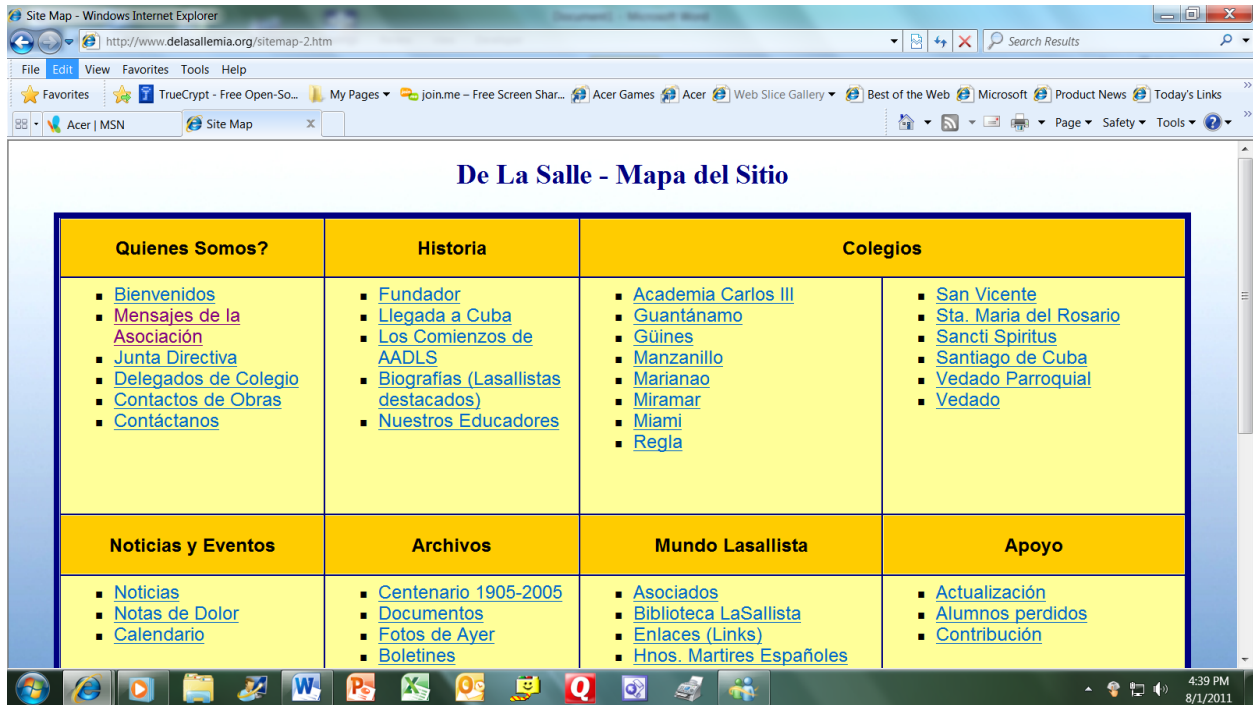 Site Map - Windows Internet Explorer
http://www.delasallemia.org/sitemap-2.htm
Search Results
File Edit View Favorites Tools Help
Favorites TrueCrypt - Free Open-So... My Pages join.me – Free Screen Shar... Acer Games Acer Web Slice Gallery Best of the Web Microsoft Product News Today's Links
Acer | MSN Site Map x Page Safety Tools
De La Salle - Mapa del Sitio
Quienes Somos?
Bienvenidos
Mensajes de la
Asociación
Junta Directiva
Delegados de Colegio
Contactos de Obras
Contáctanos
Historia
Fundador
Llegada a Cuba
Los Comienzos de
AADLS
Biografías (Lasallistas
destacados)
Nuestros Educadores
Colegios
Academia Carlos III
Guantánamo
Güines
Manzanillo
Marianao
Miramar
Miami
Regla
San Vicente
Sta. Maria del Rosario
Sancti Spiritus
Santiago de Cuba
Vedado Parroquial
Vedado
Noticias y Eventos
Noticias
Notas de Dolor
Calendario
Archivos
Centenario 1905-2005
Documentos
Fotos de Ayer
Boletines
Mundo Lasallista
Asociados
Biblioteca LaSallista
Enlaces (Links)
Hnos. Martires Españoles
Apoyo
Actualización
Alumnos perdidos
Contribución
4:39 PM
8/1/2011